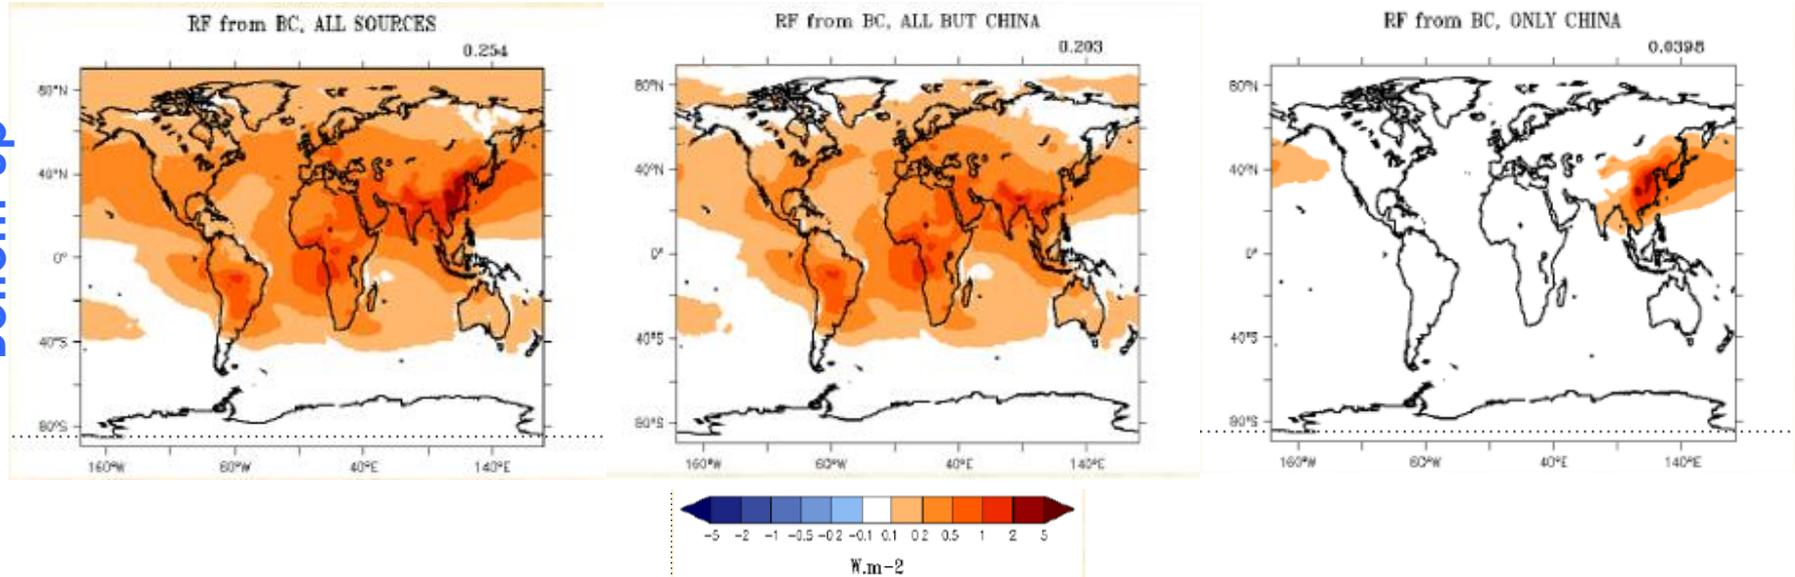 RF from BC, ALL SOURCES
0.254
80°N
40°N
0°
40°S
80°S
160°W
60°W
40°E
140°E
RF from BC, ALL BUT CHINA
0.203
80°N
40°N
0°
40°S
80°S
160°W
60°W
40°E
140°E
RF from BC, ONLY CHINA
0.0398
80°N
40°N
0°
40°S
80°S
160°W
60°W
40°E
140°E
-5 -2 -1 -0.5 -0.2 -0.1 0.1 0.2 0.5 1 2 5
W.m-2